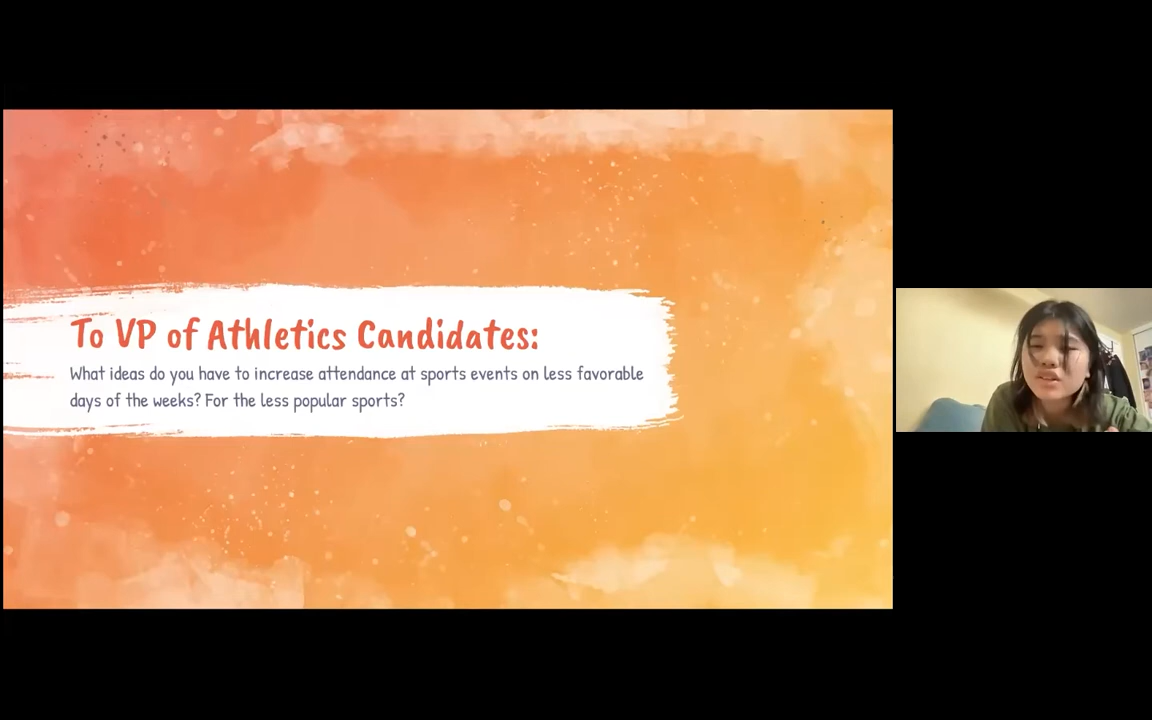 To VP of Athletics Candidates:
What ideas do you have to increase attendance at sports events on less favorable
days of the weeks? For the less popular sports?